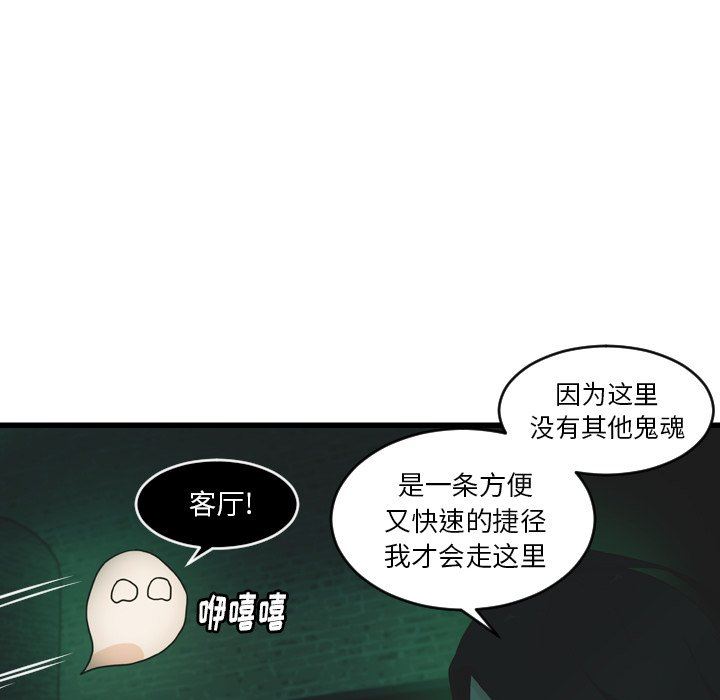 因为这里
没有其他鬼魂
是一条方便
又快速的捷径
我才会走这里
客厅!
咿嘻嘻